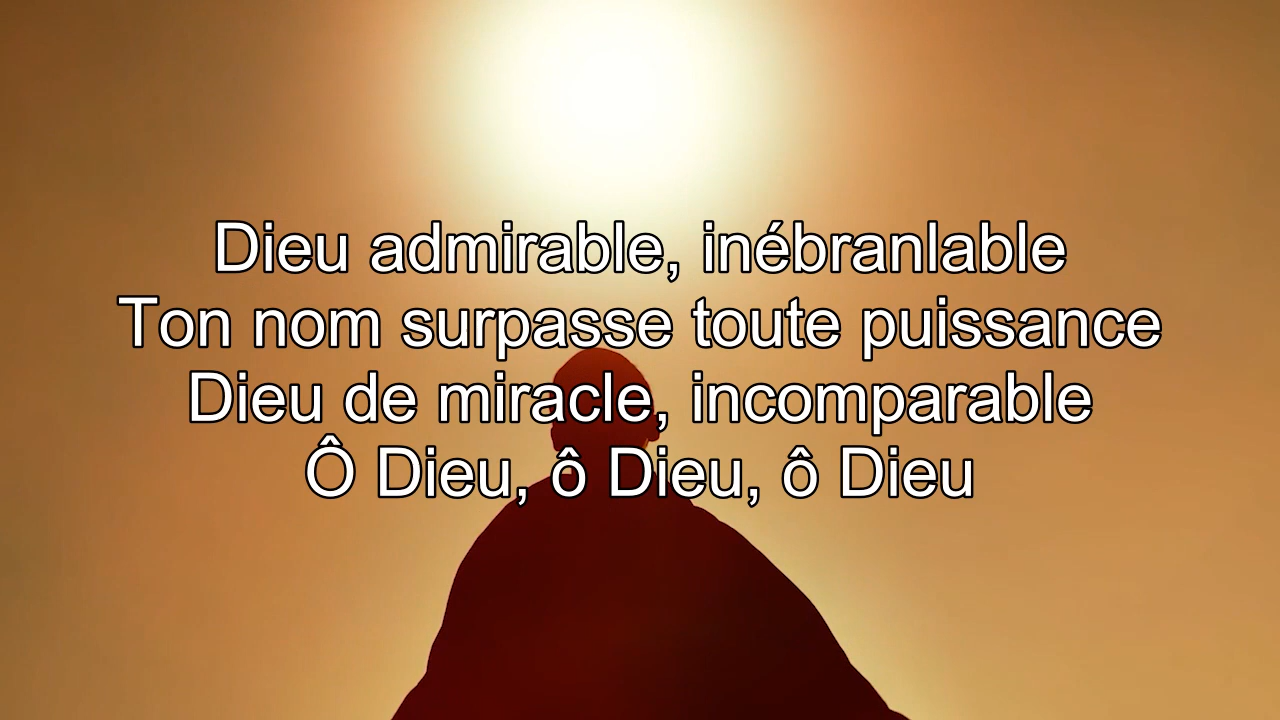 Dieu admirable, inébranlable
Ton nom surpasse toute puissance
Dieu de miracle, incomparable
Ô Dieu, ô Dieu, ô Dieu